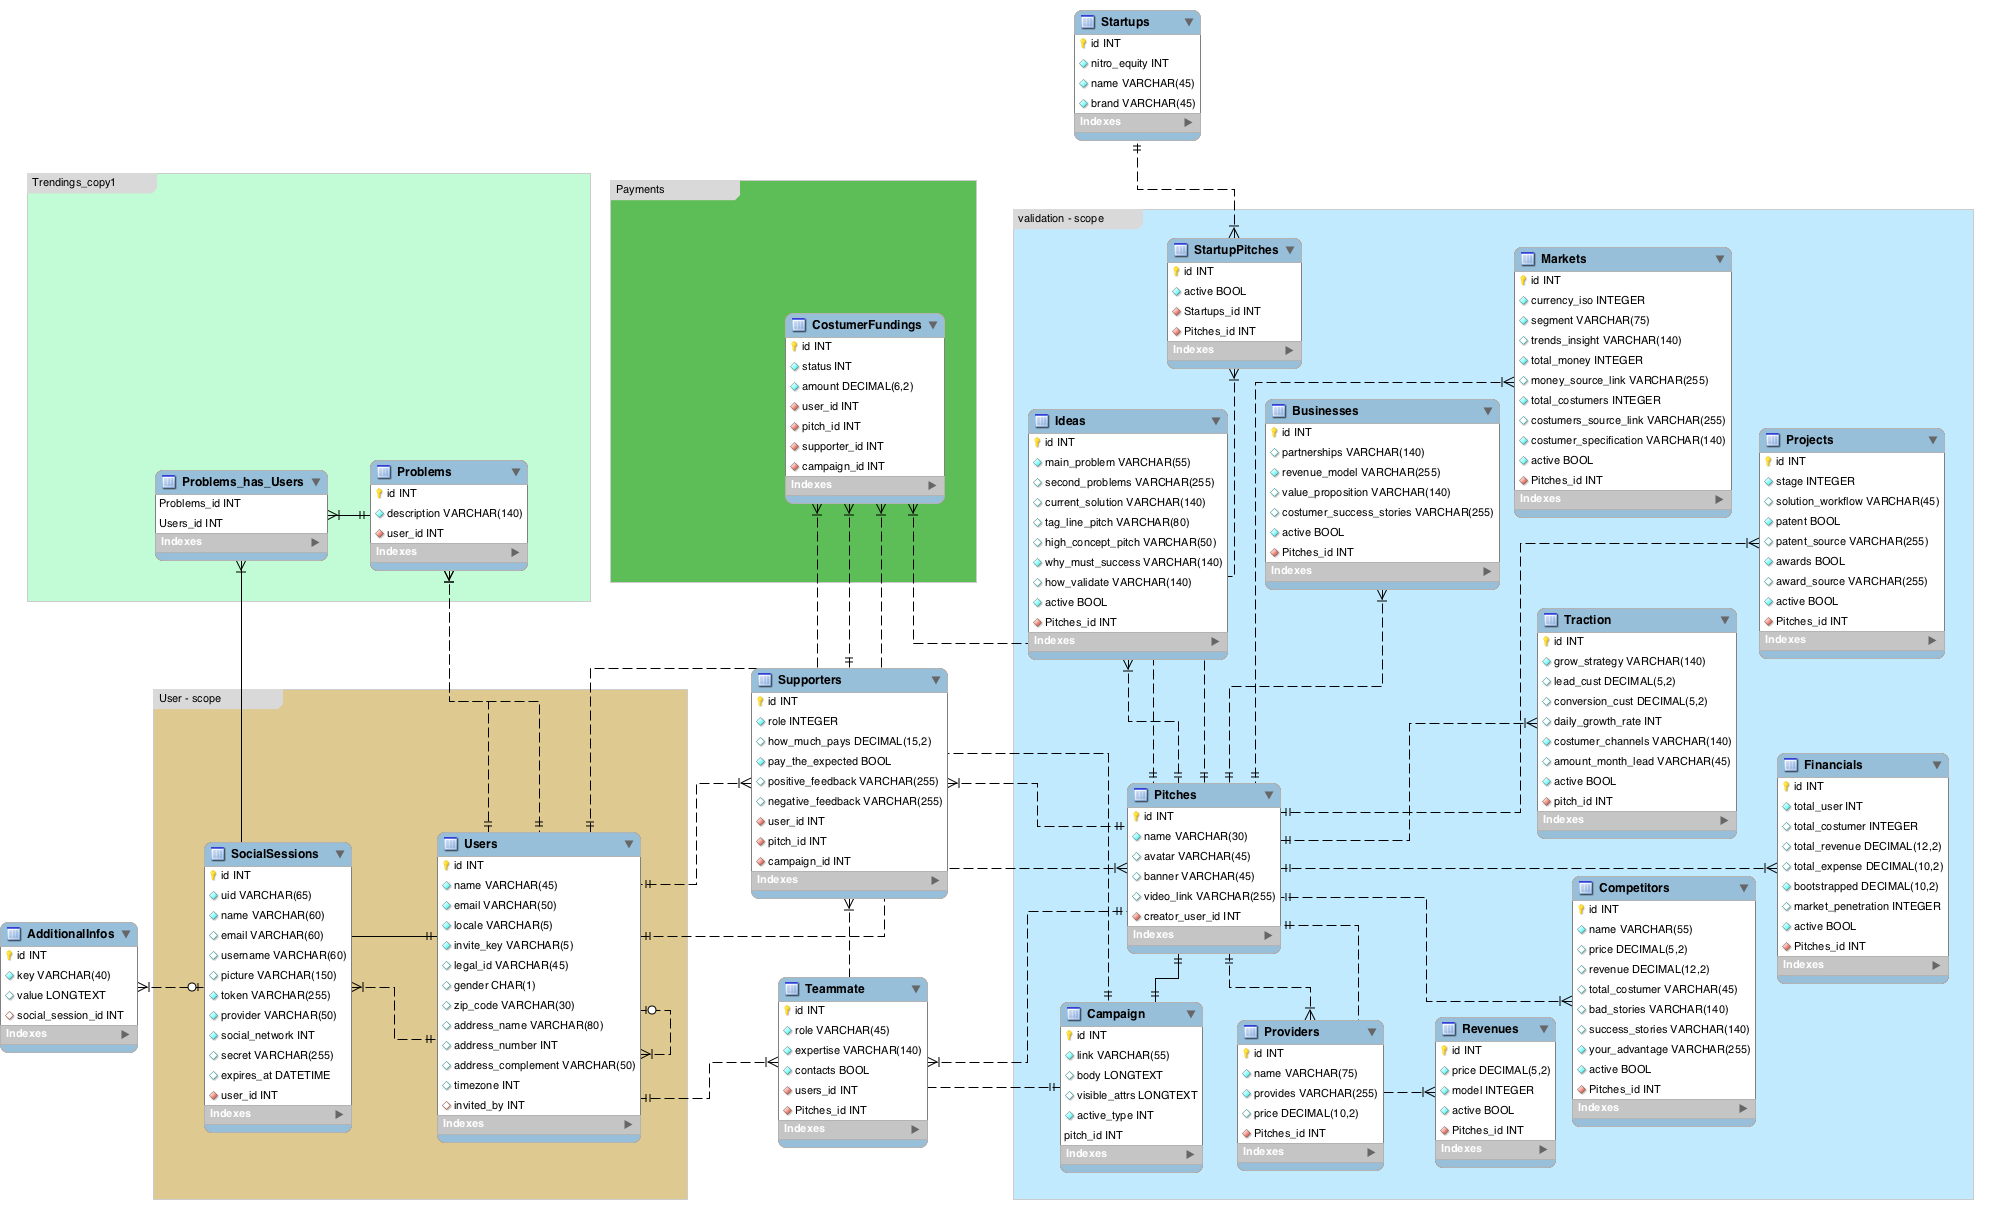 Startups
id INT
nitro_equity INT
name VARCHAR(45)
brand VARCHAR(45)
Indexes
Trendings_copy1
Problems_has_Users
Problems_id INT
Users_id INT
Indexes
Problems
id INT
description VARCHAR(140)
user_id INT
Indexes
Payments
CostumerFundings
id INT
status INT
amount DECIMAL(6,2)
user_id INT
pitch_id INT
supporter_id INT
campaign_id INT
Indexes
validation - scope
StartupPitches
id INT
active BOOL
Startups_id INT
Pitches_id INT
Indexes
Markets
id INT
currency_iso INTEGER
segment VARCHAR(75)
trends_insight VARCHAR(140)
total_money INTEGER
money_source_link VARCHAR(255)
total_costumers INTEGER
costumers_source_link VARCHAR(255)
costumer_specification VARCHAR(140)
active BOOL
Pitches_id INT
Indexes
Ideas
id INT
main_problem VARCHAR(55)
second_problems VARCHAR(255)
current_solution VARCHAR(140)
tag_line_pitch VARCHAR(80)
high_concept_pitch VARCHAR(50)
why_must_success VARCHAR(140)
how_validate VARCHAR(140)
active BOOL
Pitches_id INT
Indexes
Businesses
id INT
partnerships VARCHAR(140)
revenue_model VARCHAR(255)
value_proposition VARCHAR(140)
costumer_success_stories VARCHAR(255)
active BOOL
Pitches_id INT
Indexes
Projects
id INT
stage INTEGER
solution_workflow VARCHAR(45)
patent BOOL
patent_source VARCHAR(255)
awards BOOL
award_source VARCHAR(255)
active BOOL
Pitches_id INT
Indexes
Traction
id INT
grow_strategy VARCHAR(140)
lead_cust DECIMAL(5,2)
conversion_cust DECIMAL(5,2)
daily_growth_rate INT
costumer_channels VARCHAR(140)
amount_month_lead VARCHAR(45)
active BOOL
pitch_id INT
Indexes
User - scope
Supporters
id INT
role INTEGER
how_much_pays DECIMAL(15,2)
pay_the_expected BOOL
positive_feedback VARCHAR(255)
negative_feedback VARCHAR(255)
user_id INT
pitch_id INT
campaign_id INT
Indexes
Pitches
id INT
name VARCHAR(30)
avatar VARCHAR(45)
banner VARCHAR(45)
video_link VARCHAR(255)
creator_user_id INT
Indexes
Financials
id INT
total_user INT
total_costumer INTEGER
total_revenue DECIMAL(12,2)
total_expense DECIMAL(10,2)
bootstrapped DECIMAL(10,2)
market_penetration INTEGER
active BOOL
Pitches_id INT
Indexes
AdditionalInfos
id INT
key VARCHAR(40)
value LONGTEXT
social_session_id INT
Indexes
SocialSessions
id INT
uid VARCHAR(65)
name VARCHAR(60)
email VARCHAR(60)
username VARCHAR(60)
picture VARCHAR(150)
token VARCHAR(255)
provider VARCHAR(50)
social_network INT
secret VARCHAR(255)
expires_at DATETIME
user_id INT
Indexes
Users
id INT
name VARCHAR(45)
email VARCHAR(50)
locale VARCHAR(5)
invite_key VARCHAR(5)
legal_id VARCHAR(45)
gender CHAR(1)
zip_code VARCHAR(30)
address_name VARCHAR(80)
address_number INT
address_complement VARCHAR(50)
timezone INT
invited_by INT
Indexes
Teammate
id INT
role VARCHAR(45)
expertise VARCHAR(140)
contacts BOOL
users_id INT
Pitches_id INT
Indexes
Campaign
id INT
link VARCHAR(55)
body LONGTEXT
visible_attrs LONGTEXT
active_type INT
pitch_id INT
Indexes
Providers
id INT
name VARCHAR(75)
provides VARCHAR(255)
price DECIMAL(10,2)
Pitches_id INT
Indexes
Revenues
id INT
price DECIMAL(5,2)
model INTEGER
active BOOL
Pitches_id INT
Indexes
Competitors
id INT
name VARCHAR(55)
price DECIMAL(5,2)
revenue DECIMAL(12,2)
total_costumer VARCHAR(45)
bad_stories VARCHAR(140)
success_stories VARCHAR(140)
your_advantage VARCHAR(255)
active BOOL
Pitches_id INT
Indexes